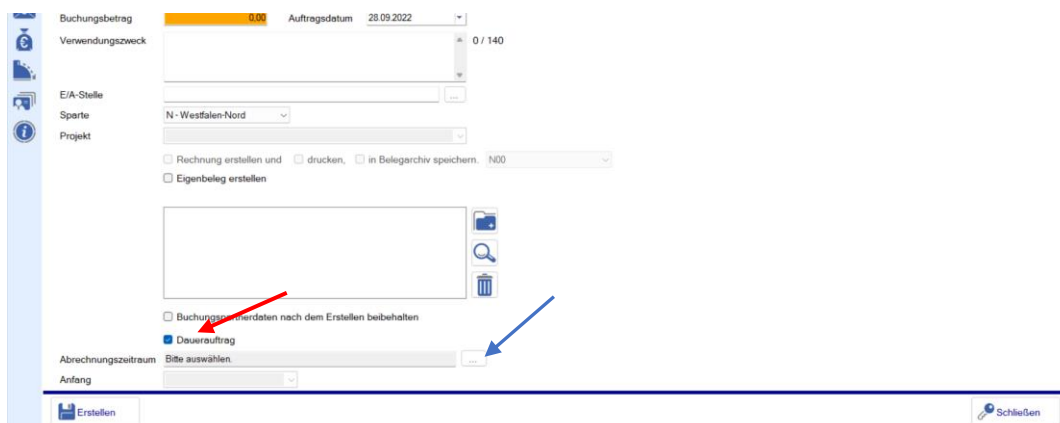 Buchungsbetrag 0,00 Auftragsdatum 28.09.2022
Verwendungszweck 0 / 140
E/A-Stelle ...
Sparte N - Westfalen-Nord
Projekt
Rechnung erstellen und drucken, in Belegarchiv speichern. N00
Eigenbeleg erstellen
Buchungspartnerdaten nach dem Erstellen beibehalten
Dauerauftrag
Abrechnungszeitraum Bitte auswählen. ...
Anfang
Erstellen Schließen